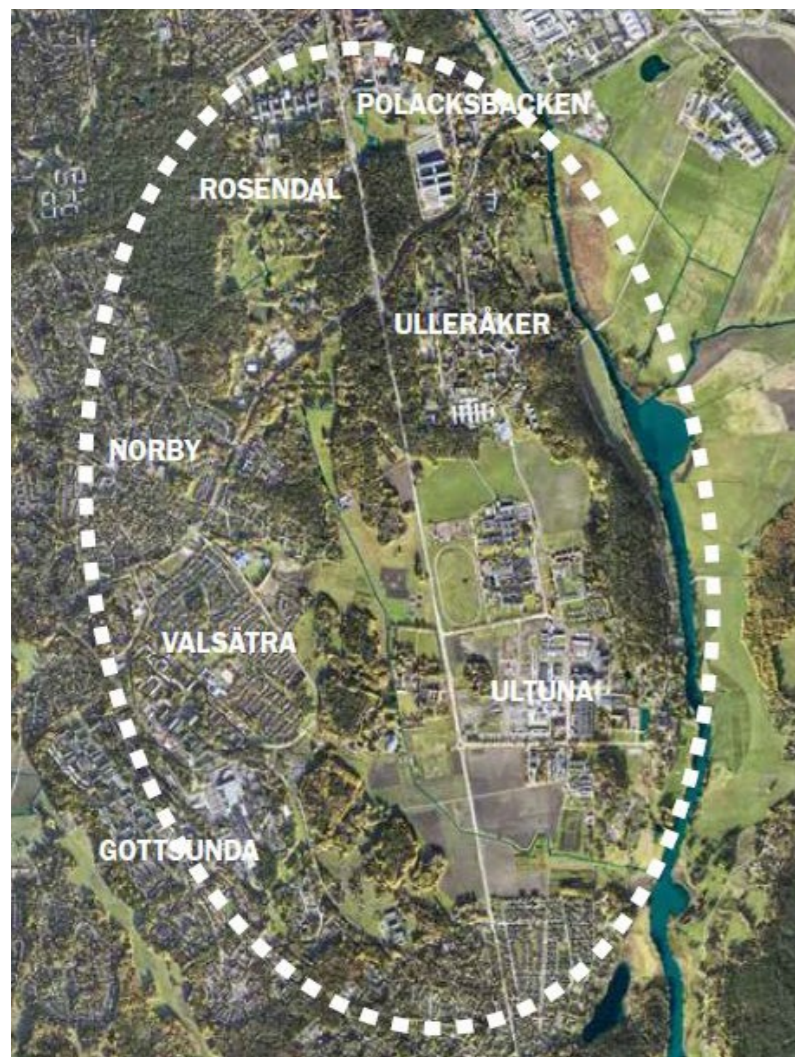 POLACKSBACKEN
ROSENDAL
ULLERÅKER
NORBY
VALSÄTRA
ULTUNA
GOTTSUNDA